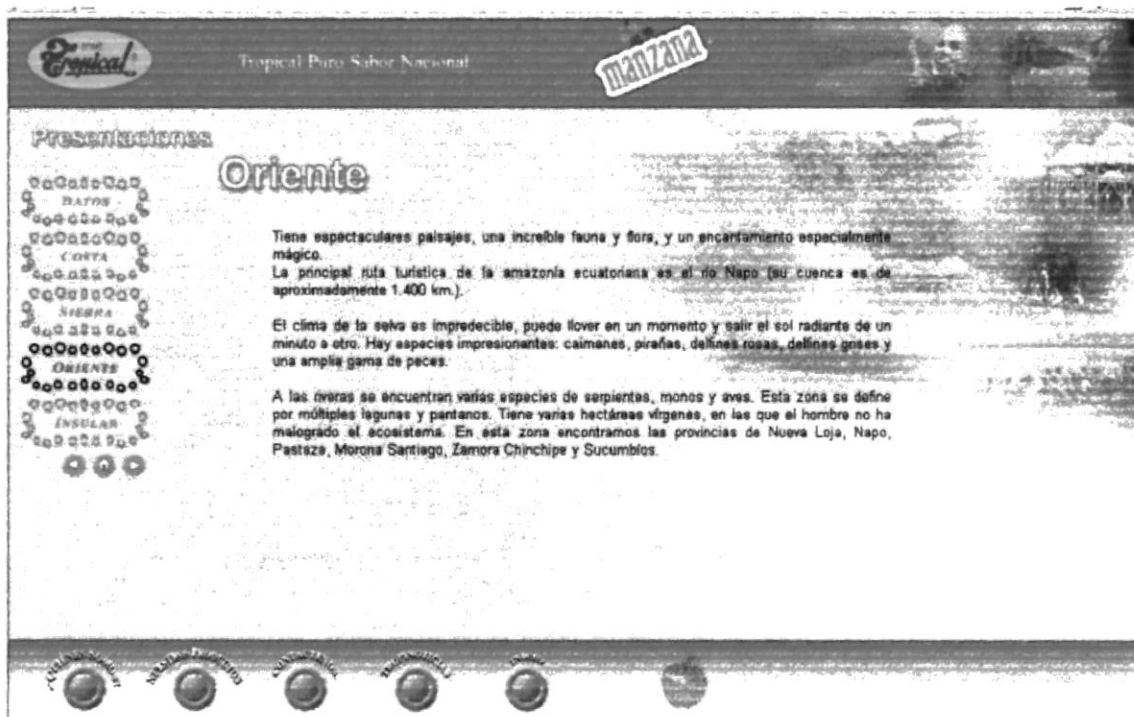 Tropical
Tropical Puro Sabor Nacional
manzana
Presentaciones
Oriente
DATOS
COSTA
SIERRA
ORIENTE
INSULAR
Tiene espectaculares paisajes, una increíble fauna y flora, y un encantamiento especialmente
mágico.
La principal ruta turística de la amazonía ecuatoriana es el río Napo (su cuenca es de
aproximadamente 1.400 km.).
El clima de la selva es impredecible, puede llover en un momento y salir el sol radiante de un
minuto a otro. Hay especies impresionantes: caimanes, pirañas, delfines rosas, delfines grises y
una amplia gama de peces.
A las riveras se encuentran varias especies de serpientes, monos y aves. Esta zona se define
por múltiples lagunas y pantanos. Tiene varias hectáreas vírgenes, en las que el hombre no ha
malogrado el ecosistema. En esta zona encontramos las provincias de Nueva Loja, Napo,
Pastaza, Morona Santiago, Zamora Chinchipe y Sucumbíos.